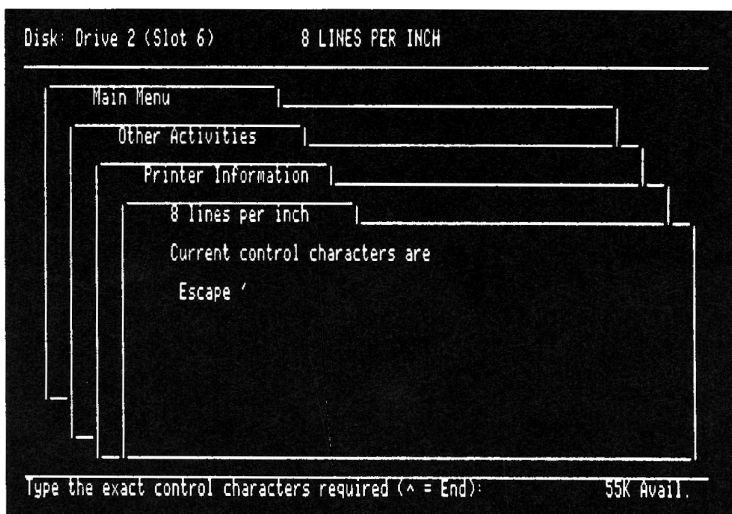 Disk: Drive 2 (Slot 6) 8 LINES PER INCH
Main Menu
Other Activities
Printer Information
8 lines per inch
Current control characters are
Escape '
Type the exact control characters required (^ = End): 55K Avail.